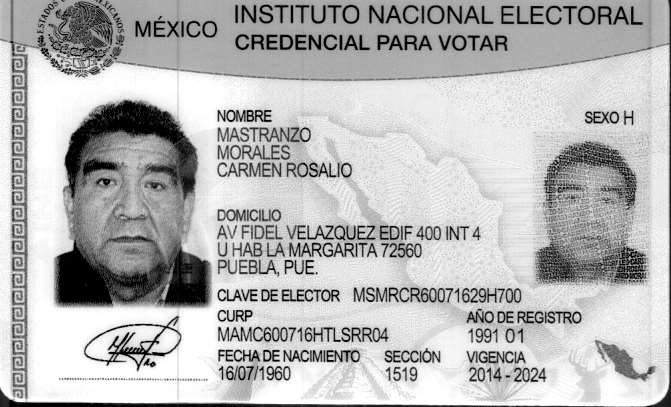 ESTADOS UNIDOS MEXICANOS
MÉXICO
INSTITUTO NACIONAL ELECTORAL
CREDENCIAL PARA VOTAR
NOMBRE
MASTRANZO
MORALES
CARMEN ROSALIO
SEXO H
DOMICILIO
AV FIDEL VELAZQUEZ EDIF 400 INT 4
U HAB LA MARGARITA 72560
PUEBLA, PUE.
CLAVE DE ELECTOR MSMRCR60071629H700
CURP
MAMC600716HTLSRR04
AÑO DE REGISTRO
1991 01
FECHA DE NACIMIENTO
16/07/1960
SECCIÓN
1519
VIGENCIA
2014 - 2024